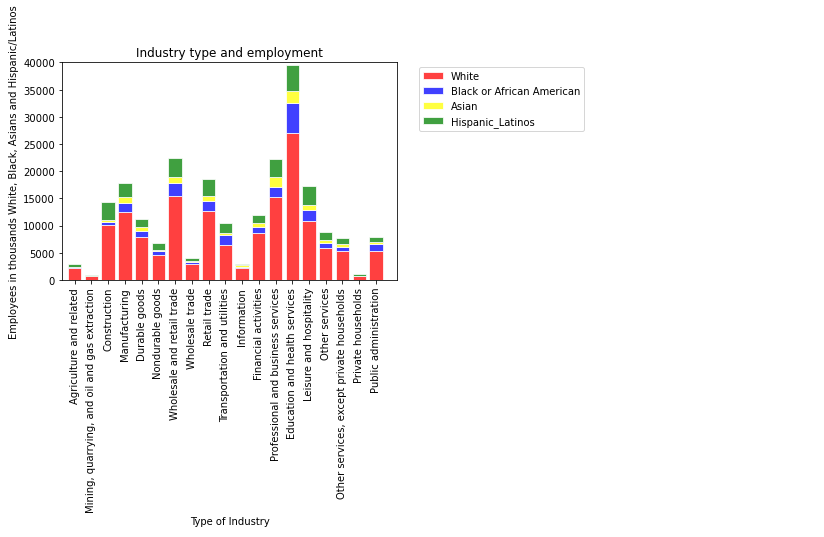 Industry type and employment
Employees in thousands White, Black, Asians and Hispanic/Latinos
40000
35000
30000
25000
20000
15000
10000
5000
0
White
Black or African American
Asian
Hispanic_Latinos
Agriculture and related
Mining, quarrying, and oil and gas extraction
Construction
Manufacturing
Durable goods
Nondurable goods
Wholesale and retail trade
Wholesale trade
Retail trade
Transportation and utilities
Information
Financial activities
Professional and business services
Education and health services
Leisure and hospitality
Other services
Other services, except private households
Private households
Public administration
Type of Industry